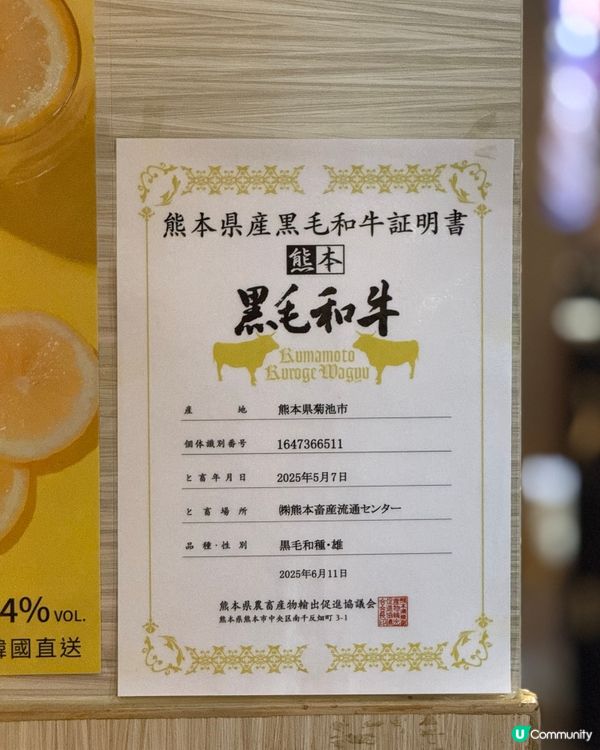 熊本県産黒毛和牛証明書
熊本
黒毛和牛
Kumamoto
Kuroge Wagyu
産地 熊本県菊池市
個体識別番号 1647366511
と畜年月日 2025年5月7日
と畜場所 ㈱熊本畜産流通センター
品種・性別 黒毛和種・雄
2025年6月11日
熊本県農畜産物輸出促進協議会
熊本県熊本市中央区南千反畑町 3-1
4% VOL.
韓國直送
U Community